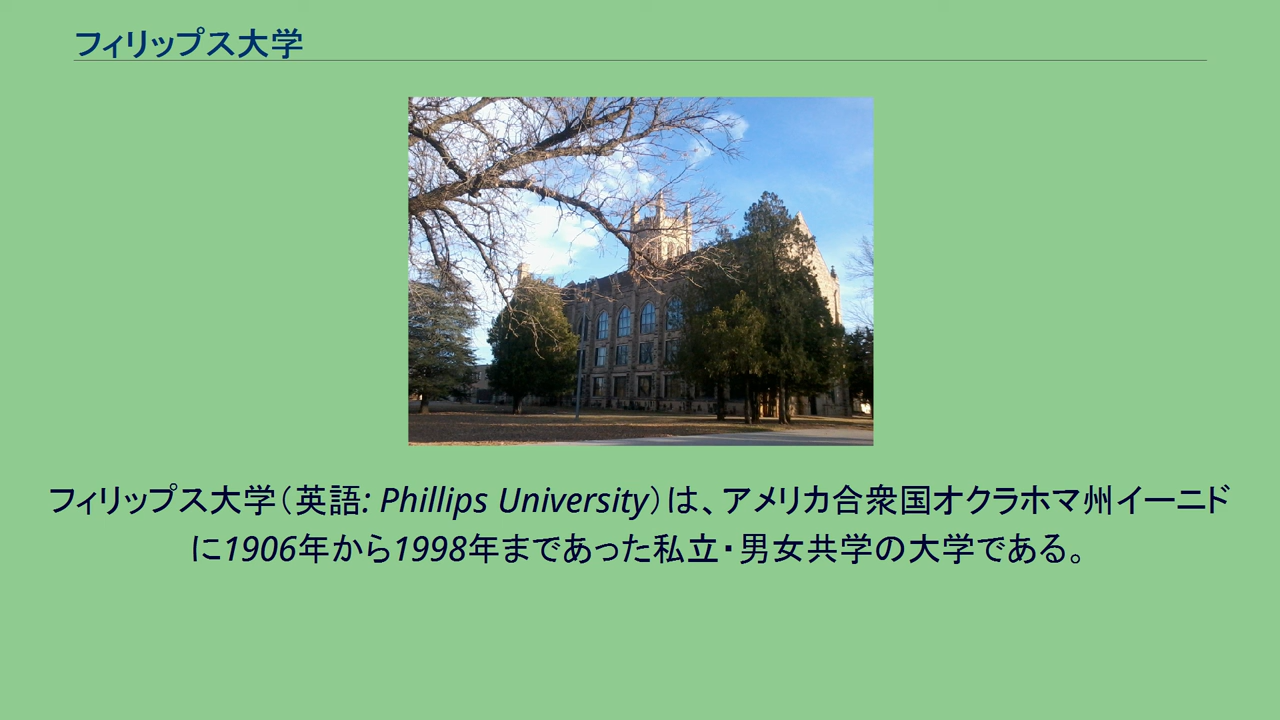 フィリップス大学
フィリップス大学（英語: Phillips University）は、アメリカ合衆国オクラホマ州イーニド
に1906年から1998年まであった私立・男女共学の大学である。